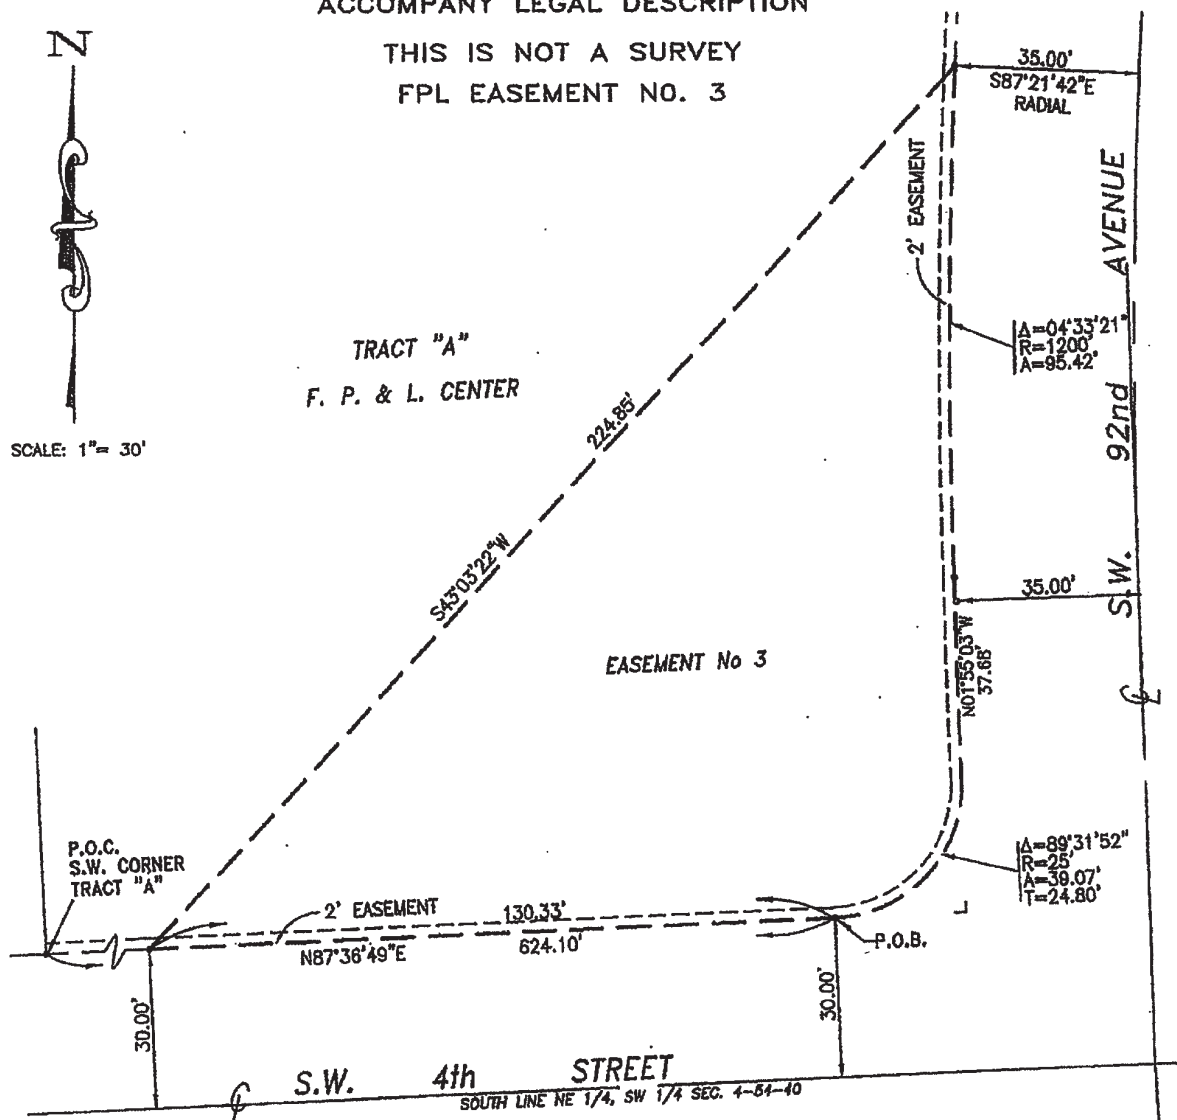 ACCOMPANY LEGAL DESCRIPTION
THIS IS NOT A SURVEY
FPL EASEMENT NO. 3
N
SCALE: 1"= 30'
35.00'
S87°21'42"E
RADIAL
2' EASEMENT
S.W. 92nd AVENUE
TRACT "A"
F. P. & L. CENTER
Δ=04°33'21"
R=1200'
A=95.42'
224.85'
S43°03'22"W
35.00'
EASEMENT No 3
N01°55'03"W
37.68'
P.O.C.
S.W. CORNER
TRACT "A"
Δ=89°31'52"
R=25'
A=39.07'
T=24.80'
2' EASEMENT
130.33'
N87°36'49"E
624.10'
P.O.B.
30.00'
30.00'
S.W. 4th STREET
SOUTH LINE NE 1/4, SW 1/4 SEC. 4-54-40